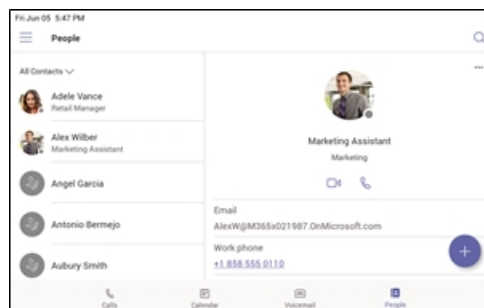 Fri Jun 05 5:47 PM
People
All Contacts
Adele Vance
Retail Manager
Alex Wilber
Marketing Assistant
Angel Garcia
Antonio Bermejo
Aubury Smith
Marketing Assistant
Marketing
Email
AlexW@M365x021987.OnMicrosoft.com
Work phone
+1 858 555 0110
Calls
Calendar
Voicemail
People